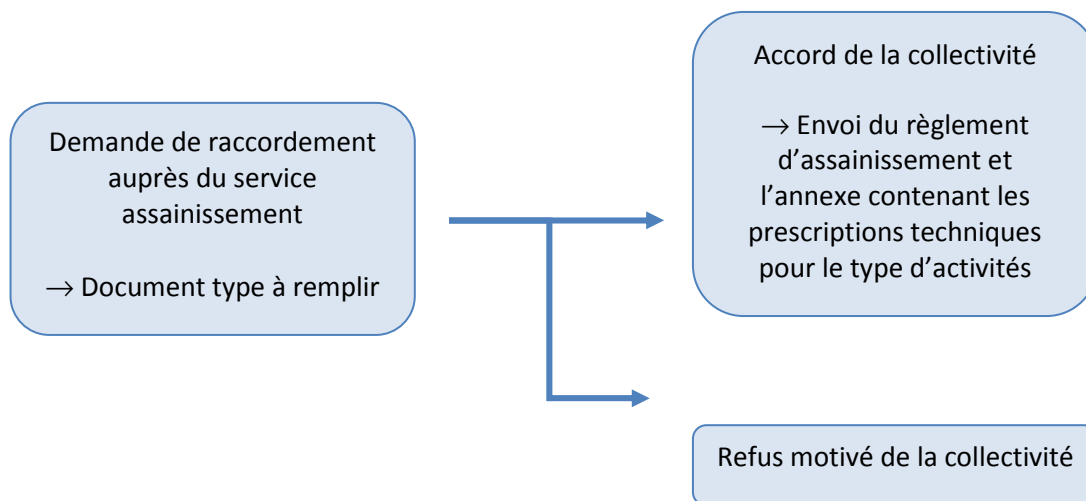 Demande de raccordement
auprès du service
assainissement
→ Document type à remplir
Accord de la collectivité
→ Envoi du règlement
d’assainissement et
l’annexe contenant les
prescriptions techniques
pour le type d’activités
Refus motivé de la collectivité